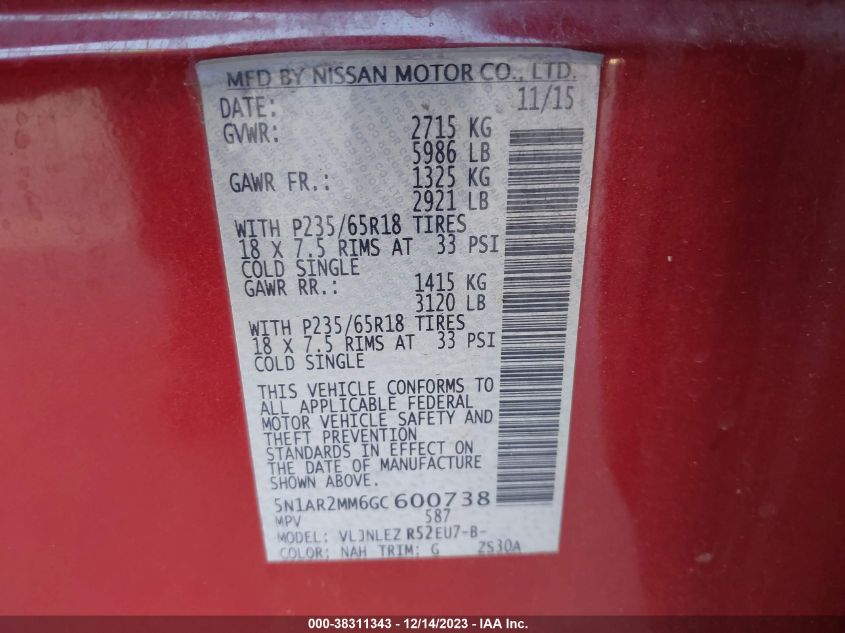 MFD BY NISSAN MOTOR CO., LTD.
DATE: 11/15
GVWR: 2715 KG
5986 LB
GAWR FR.: 1325 KG
2921 LB
WITH P235/65R18 TIRES
18 X 7.5 RIMS AT 33 PSI
COLD SINGLE
GAWR RR.: 1415 KG
3120 LB
WITH P235/65R18 TIRES
18 X 7.5 RIMS AT 33 PSI
COLD SINGLE
THIS VEHICLE CONFORMS TO
ALL APPLICABLE FEDERAL
MOTOR VEHICLE SAFETY AND
THEFT PREVENTION
STANDARDS IN EFFECT ON
THE DATE OF MANUFACTURE
SHOWN ABOVE.
5N1AR2MM6GC600738
MPV 587
MODEL: VLJNLEZ R52EU7-B-
COLOR: NAH TRIM: G ZS30A
000-38311343 - 12/14/2023 - IAA Inc.